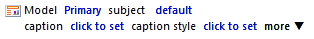 Model Primary subject default
caption click to set caption style click to set more ▼